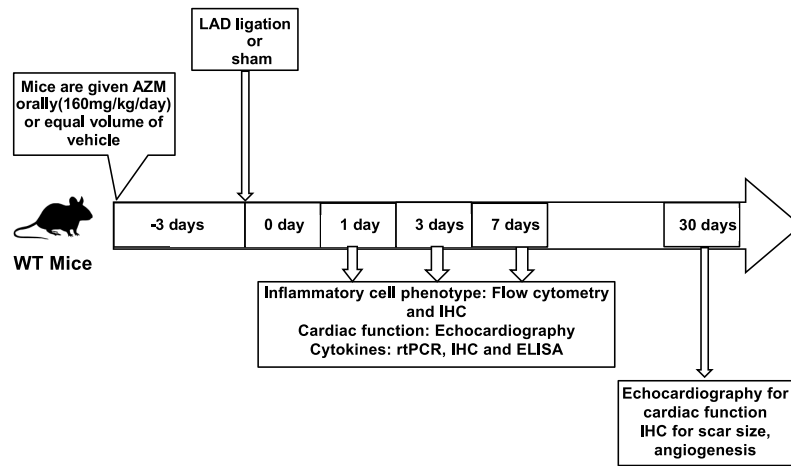 LAD ligation
or
sham
Mice are given AZM
orally(160mg/kg/day)
or equal volume of
vehicle
-3 days
0 day
1 day
3 days
7 days
30 days
WT Mice
Inflammatory cell phenotype: Flow cytometry
and IHC
Cardiac function: Echocardiography
Cytokines: rtPCR, IHC and ELISA
Echocardiography for
cardiac function
IHC for scar size,
angiogenesis